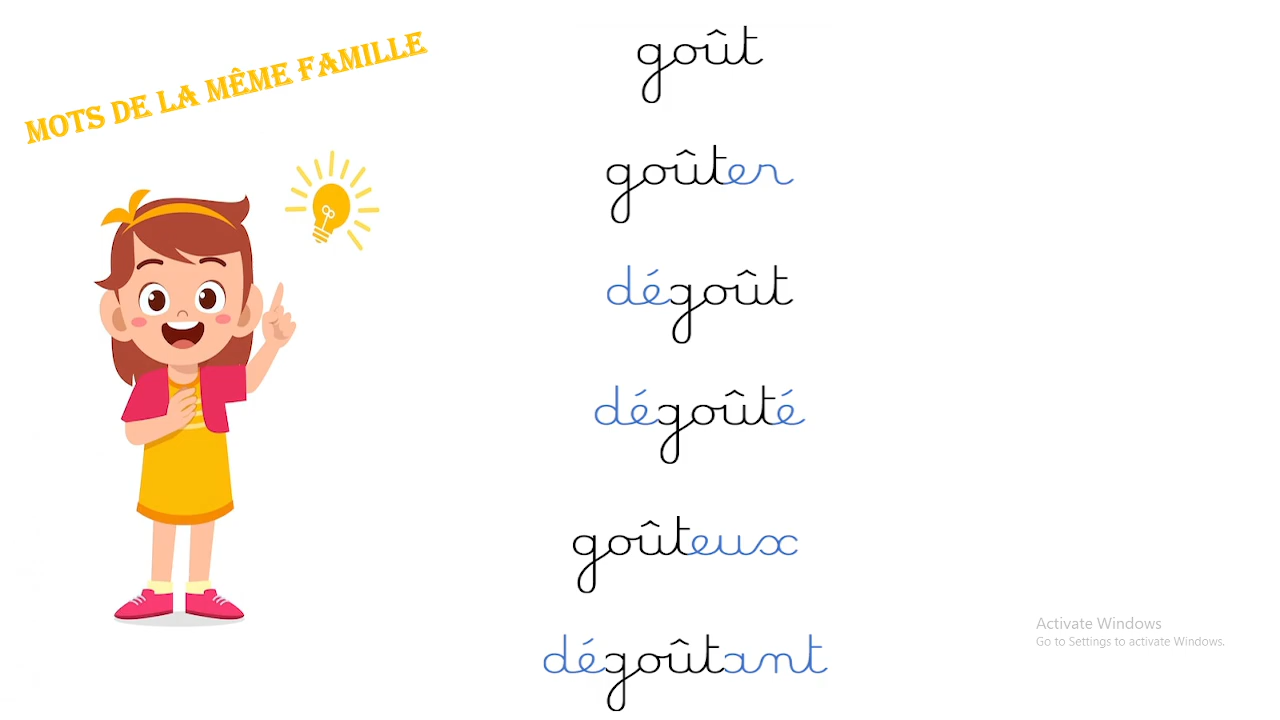 MOTS DE LA MÊME FAMILLE
goût
goûter
dégoût
dégoûté
goûteux
dégoûtant
Activate Windows
Go to Settings to activate Windows.